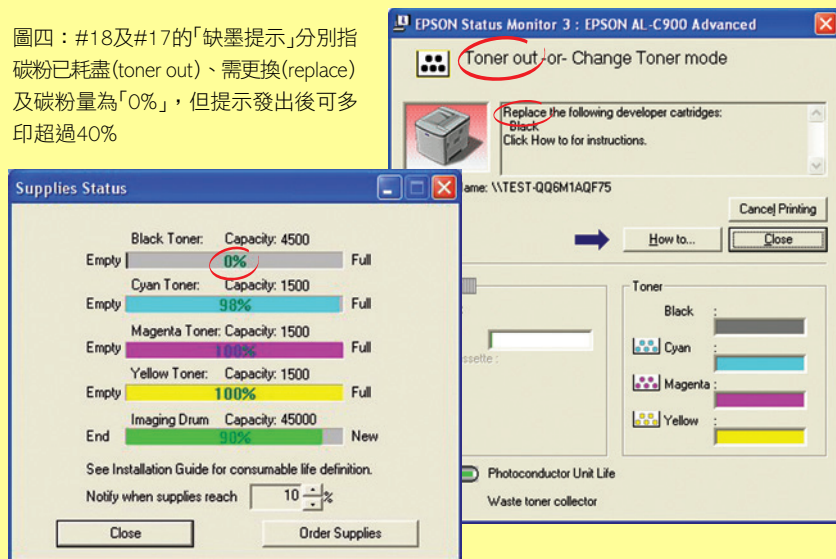 圖四：#18及#17的「缺墨提示」分別指
碳粉已耗盡(toner out)、需更換(replace)
及碳粉量為「0%」，但提示發出後可多
印超過40%
EPSON Status Monitor 3 : EPSON AL-C900 Advanced
Toner out -or- Change Toner mode
Replace the following developer cartridges:
Black
Click How to for instructions.
ame: \\TEST-QQ6M1AQF75
Cancel Printing
How to...
Close
ssette :
Toner
Black :
Cyan :
Magenta :
Yellow :
Photoconductor Unit Life
Waste toner collector
Supplies Status
Black Toner: Capacity: 4500
Empty 0% Full
Cyan Toner: Capacity: 1500
Empty 98% Full
Magenta Toner: Capacity: 1500
Empty 100% Full
Yellow Toner: Capacity: 1500
Empty 100% Full
Imaging Drum Capacity: 45000
End 90% New
See Installation Guide for consumable life definition.
Notify when supplies reach 10 %
Close
Order Supplies